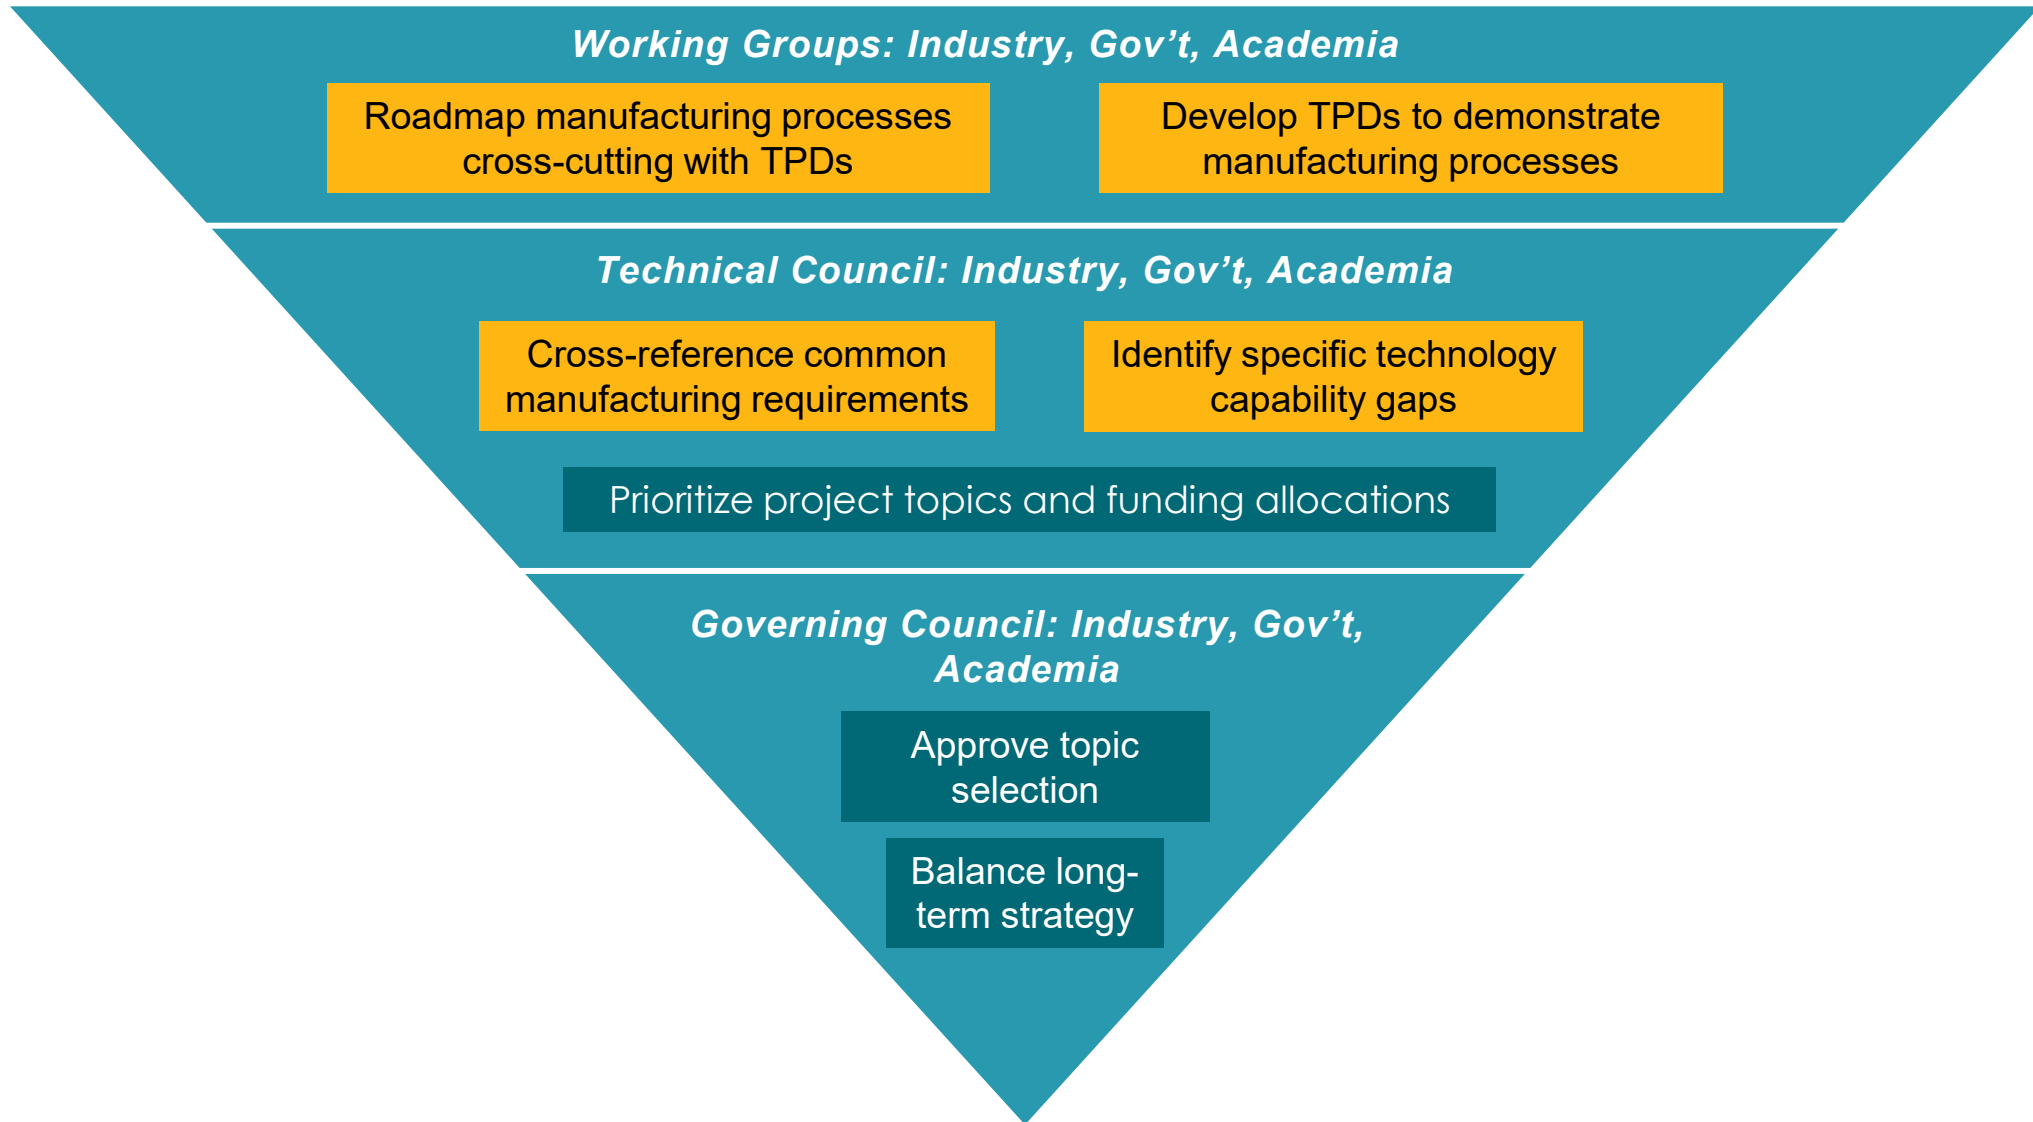 Working Groups: Industry, Gov’t, Academia
Roadmap manufacturing processes
cross-cutting with TPDs
Develop TPDs to demonstrate
manufacturing processes
Technical Council: Industry, Gov’t, Academia
Cross-reference common
manufacturing requirements
Identify specific technology
capability gaps
Prioritize project topics and funding allocations
Governing Council: Industry, Gov’t,
Academia
Approve topic
selection
Balance long-
term strategy